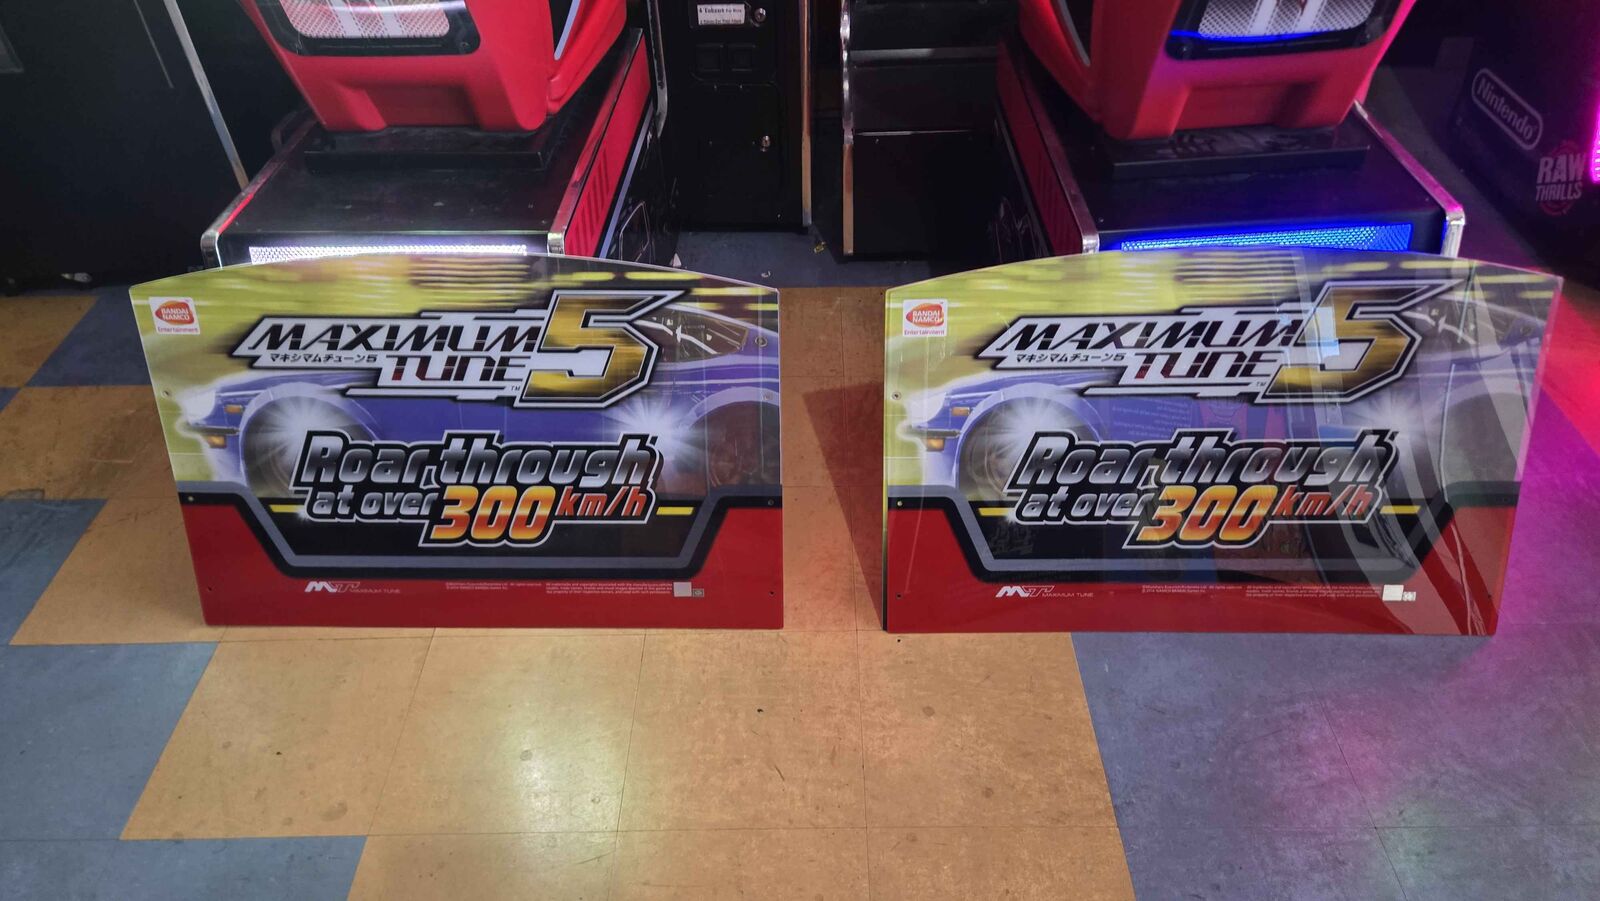 Nintendo
RAW
THRILLS
BANDAI
NAMCO
Entertainment
MAXIMUM
マキシマムチューン5
TUNE
5
TM
Roar through
at over 300 km/h
MT MAXIMUM TUNE
BANDAI
NAMCO
Entertainment
MAXIMUM
マキシマムチューン5
TUNE
5
TM
Roar through
at over 300 km/h
MT MAXIMUM TUNE